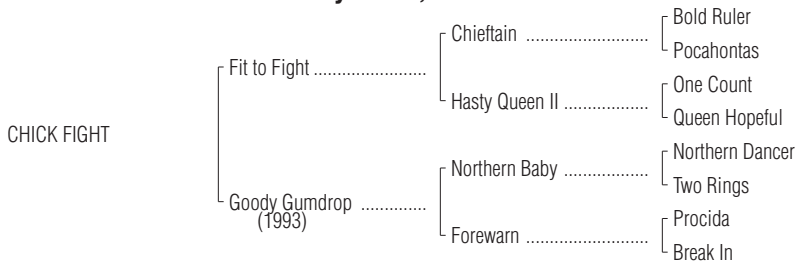 Bold Ruler
Chieftain ..........................
Pocahontas
Fit to Fight ........................
One Count
Hasty Queen II ..................
Queen Hopeful
CHICK FIGHT
Northern Dancer
Northern Baby ..................
Two Rings
Goody Gumdrop ..............
(1993)
Procida
Forewarn ..........................
Break In